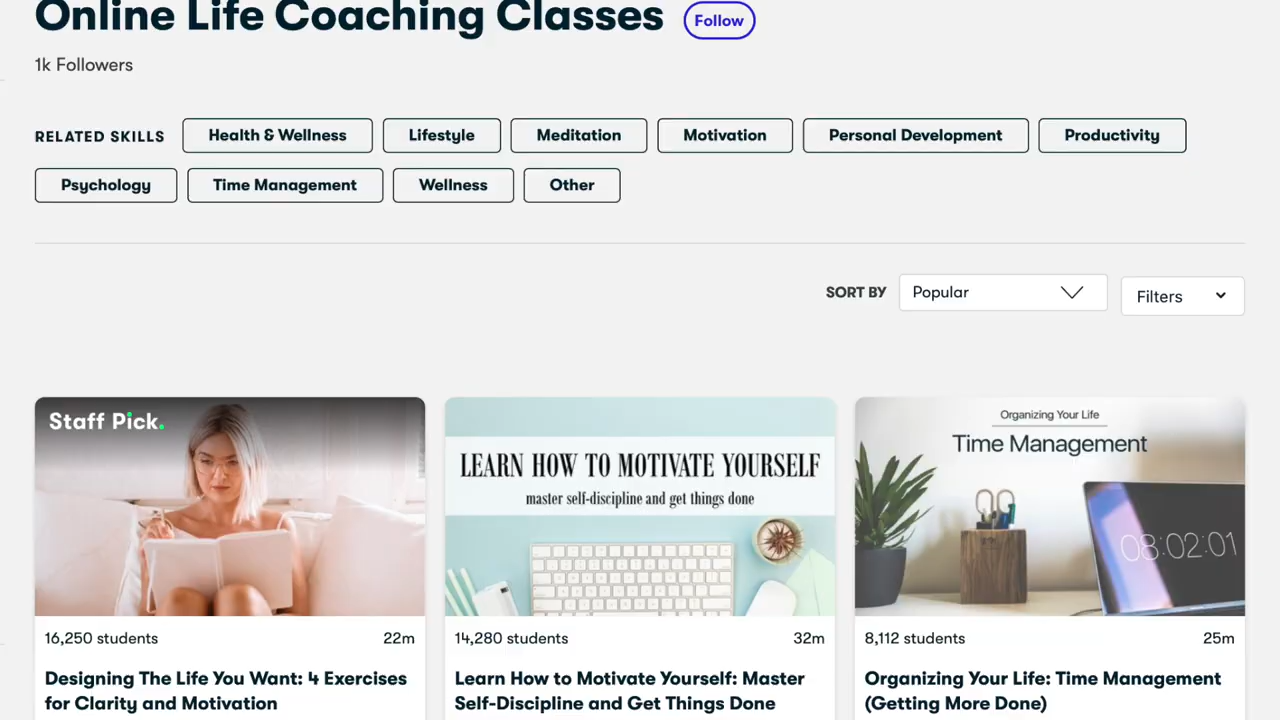 Online Life Coaching Classes Follow
1k Followers
RELATED SKILLS Health & Wellness Lifestyle Meditation Motivation Personal Development Productivity
Psychology Time Management Wellness Other
SORT BY Popular Filters
Staff Pick.
LEARN HOW TO MOTIVATE YOURSELF
master self-discipline and get things done
Organizing Your Life
Time Management
08:02:01
16,250 students 22m
Designing The Life You Want: 4 Exercises
for Clarity and Motivation
14,280 students 32m
Learn How to Motivate Yourself: Master
Self-Discipline and Get Things Done
8,112 students 25m
Organizing Your Life: Time Management
(Getting More Done)